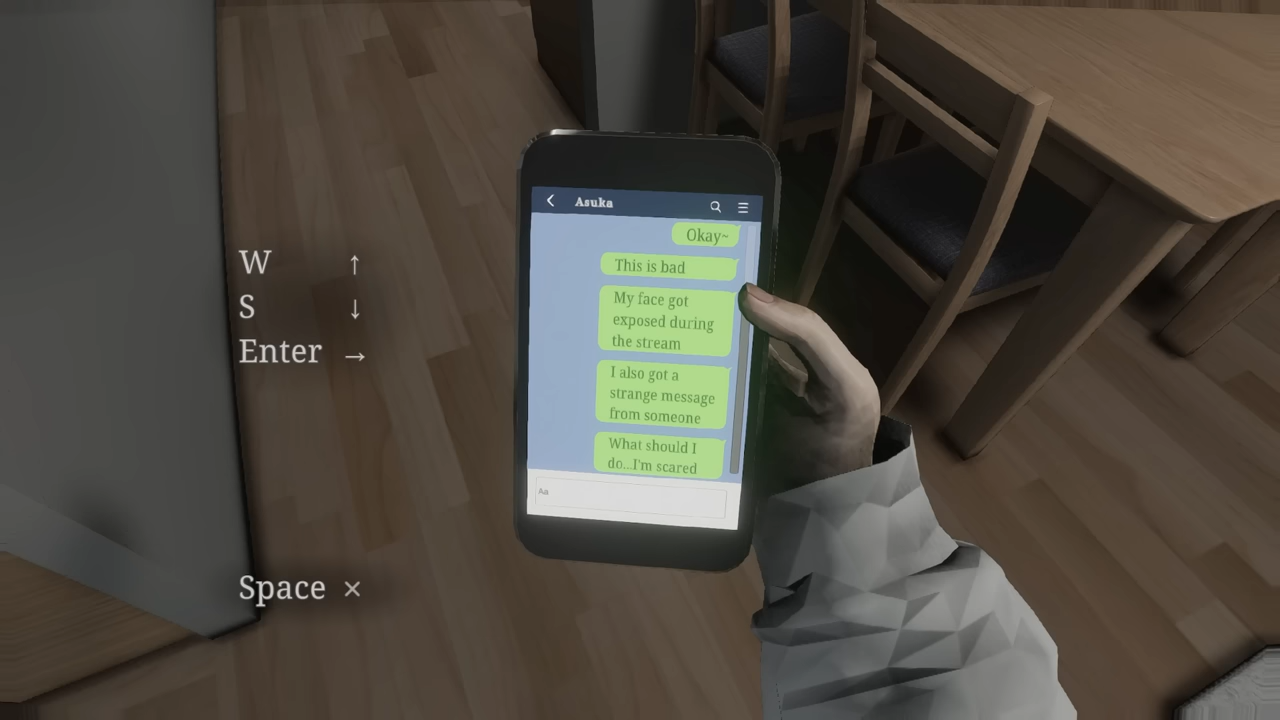 Asuka
Okay~
This is bad
My face got
exposed during
the stream
I also got a
strange message
from someone
What should I
do...I'm scared
Aa
W ↑
S ↓
Enter →
Space ×